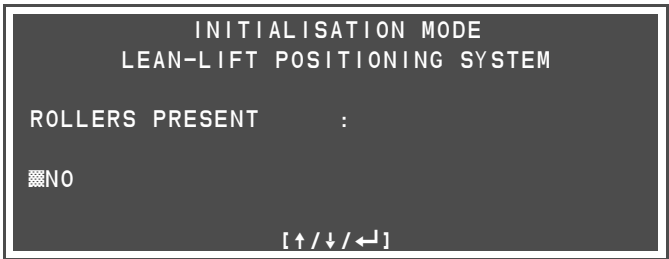 INITIALISATION MODE
LEAN-LIFT POSITIONING SYSTEM
ROLLERS PRESENT :
▒NO
[↑/↓/↵]